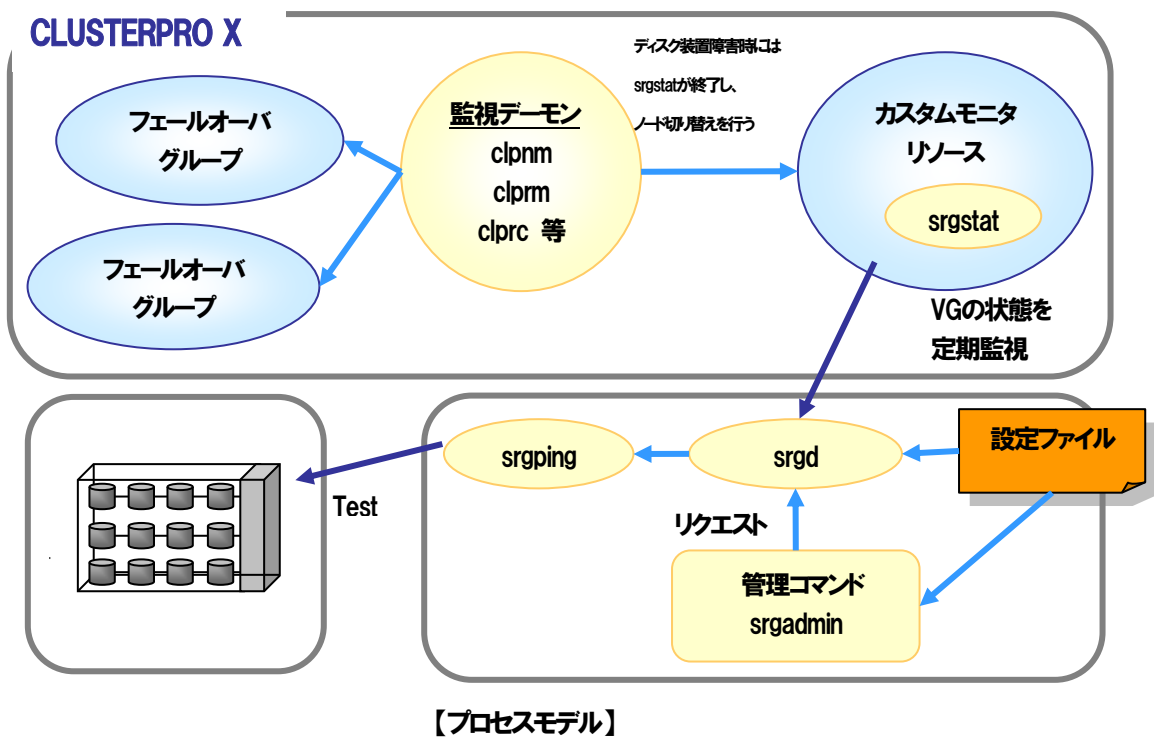 CLUSTERPRO X
フェールオーバ
グループ
フェールオーバ
グループ
監視デーモン
clpnm
clprm
clprc 等
ディスク装置障害時には
srgstatが終了し、
ノード切り替えを行う
カスタムモニタ
リソース
srgstat
VGの状態を
定期監視
Test
srgping
srgd
設定ファイル
リクエスト
管理コマンド
srgadmin
【プロセスモデル】